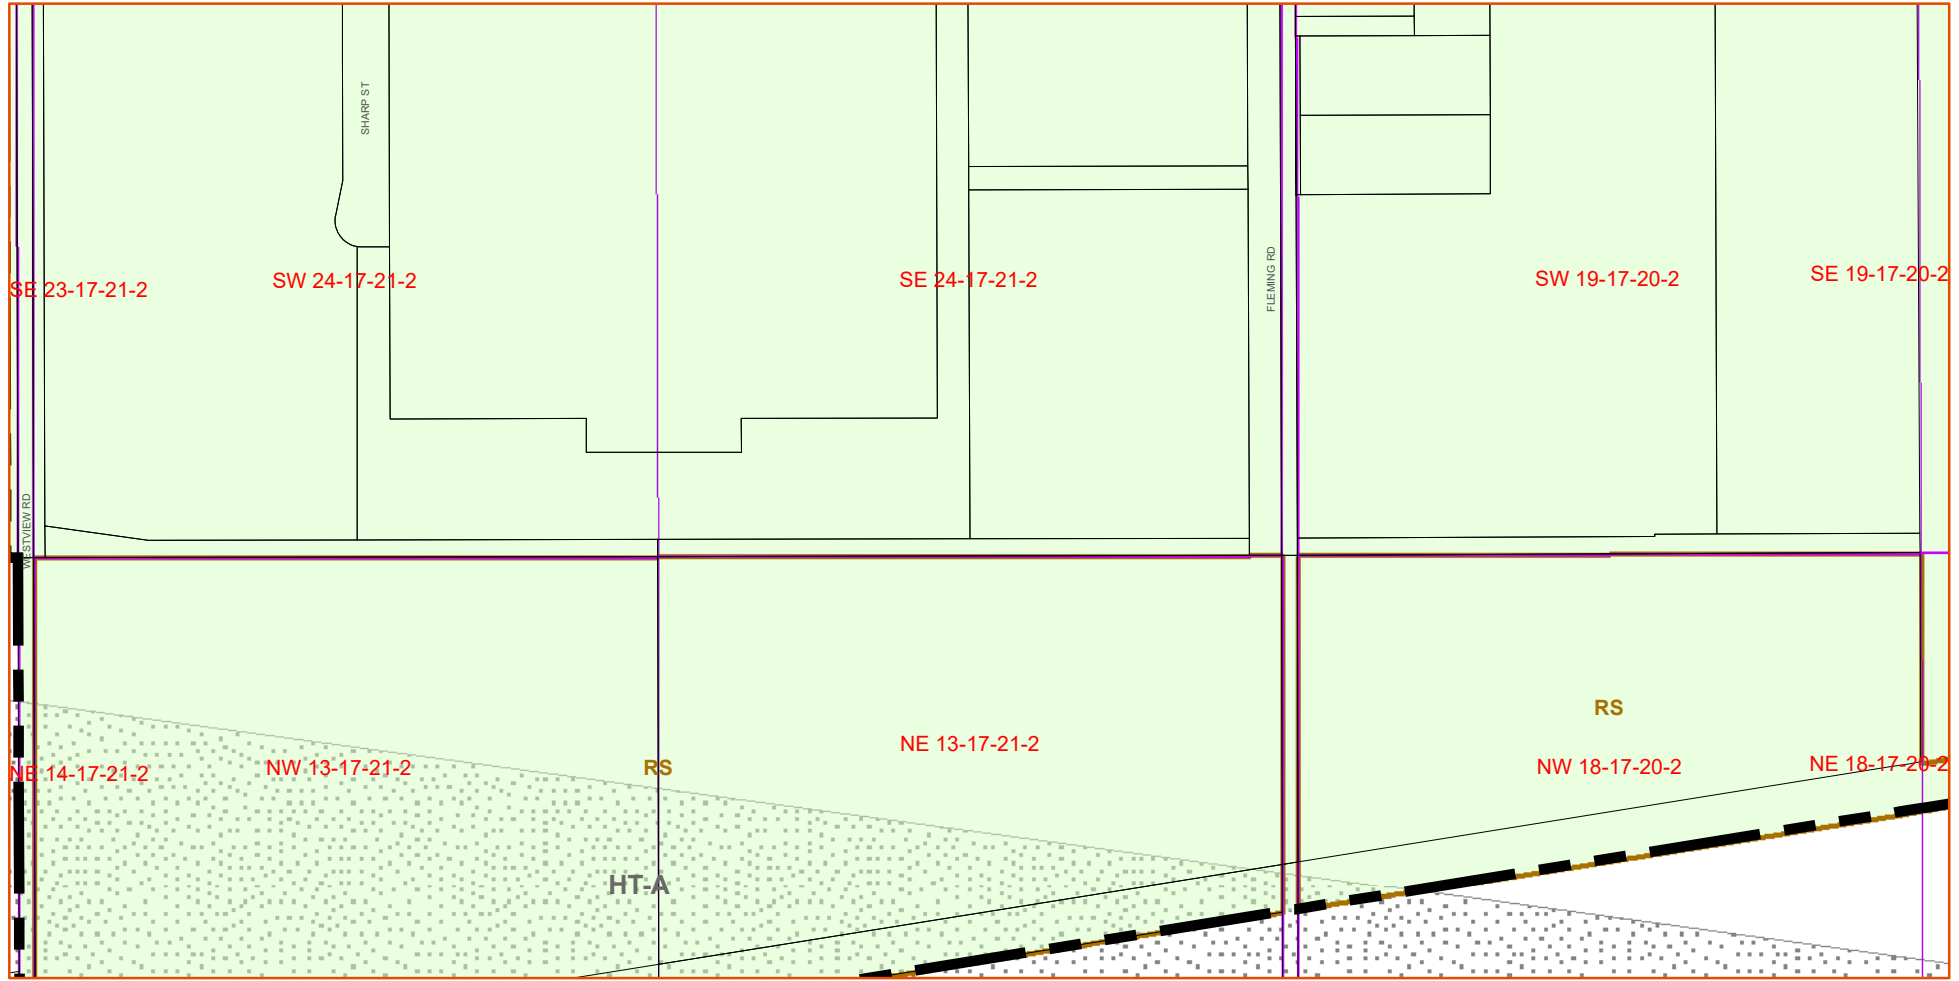 SHARP ST
FLEMING RD
SE 23-17-21-2
SW 24-17-21-2
SE 24-17-21-2
SW 19-17-20-2
SE 19-17-20-2
WESTVIEW RD
RS
NE 14-17-21-2
NW 13-17-21-2
RS
NE 13-17-21-2
NW 18-17-20-2
NE 18-17-20-2
HT-A